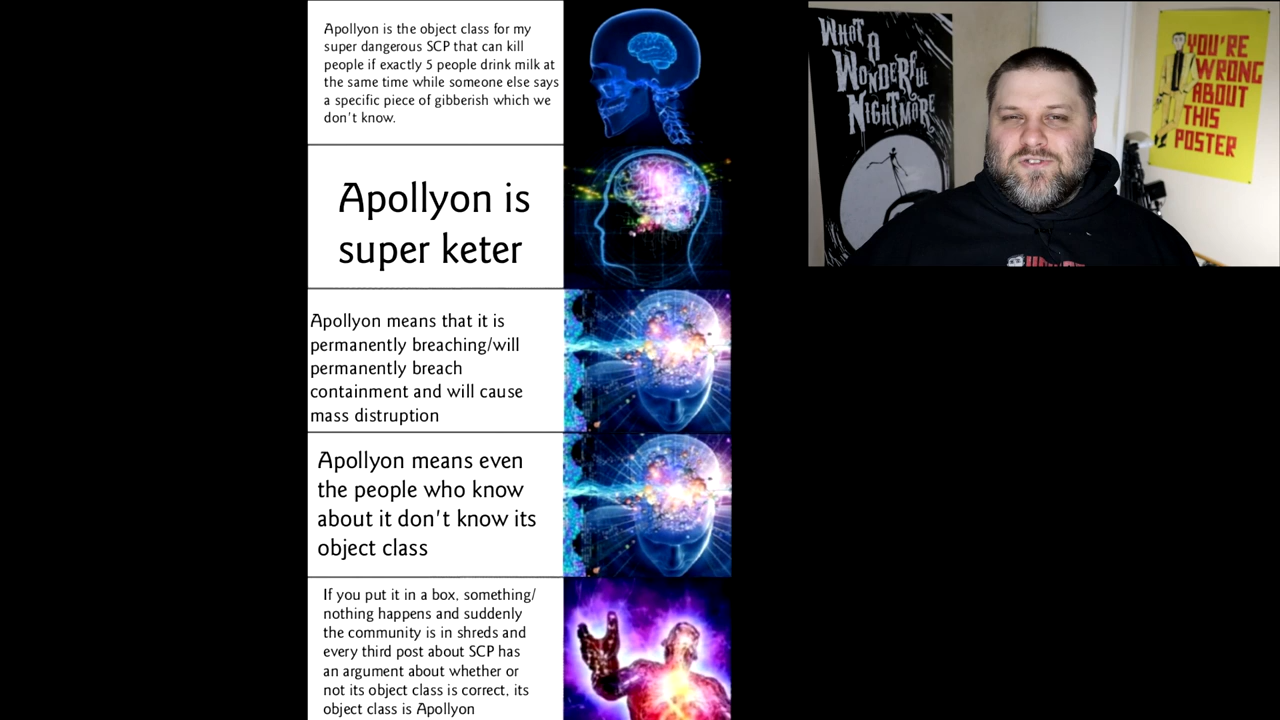 Apollyon is the object class for my
super dangerous SCP that can kill
people if exactly 5 people drink milk at
the same time while someone else says
a specific piece of gibberish which we
don't know.
Apollyon is
super keter
Apollyon means that it is
permanently breaching/will
permanently breach
containment and will cause
mass distruption
Apollyon means even
the people who know
about it don't know its
object class
If you put it in a box, something/
nothing happens and suddenly
the community is in shreds and
every third post about SCP has
an argument about whether or
not its object class is correct, its
object class is Apollyon
WHAT
A
WONDERFUL
NIGHTMARE
YOU'RE
WRONG
ABOUT
THIS
POSTER